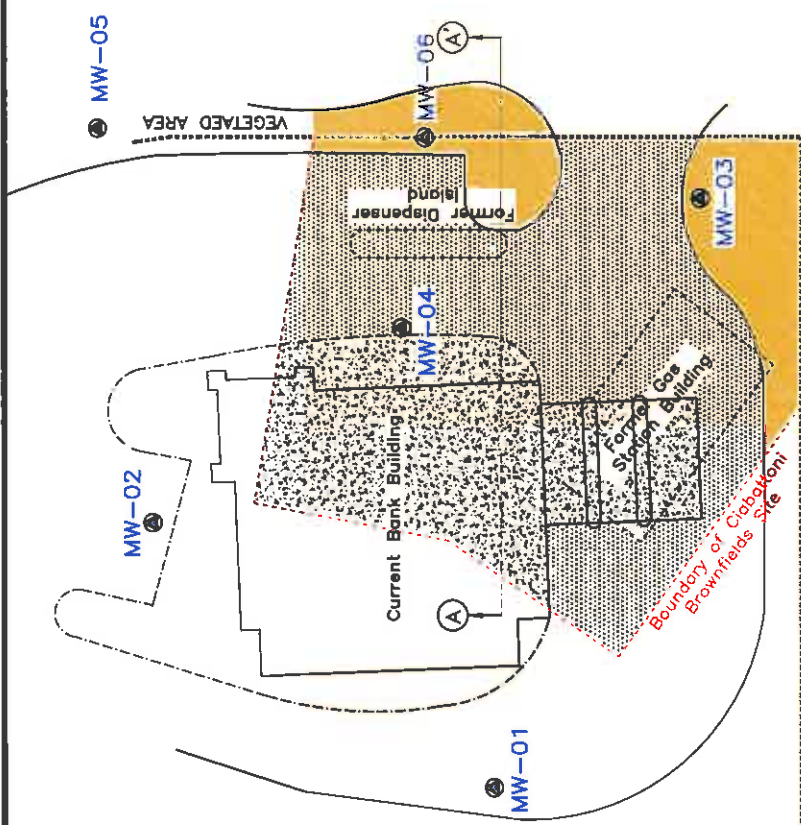 MW-05
A'
MW-06
VEGETAED AREA
Former Dispenser
Island
MW-03
MW-04
MW-02
Current Bank Building
Former Gas
Station Building
A
Boundary of Ciabattoni
Brownfields Site
MW-01